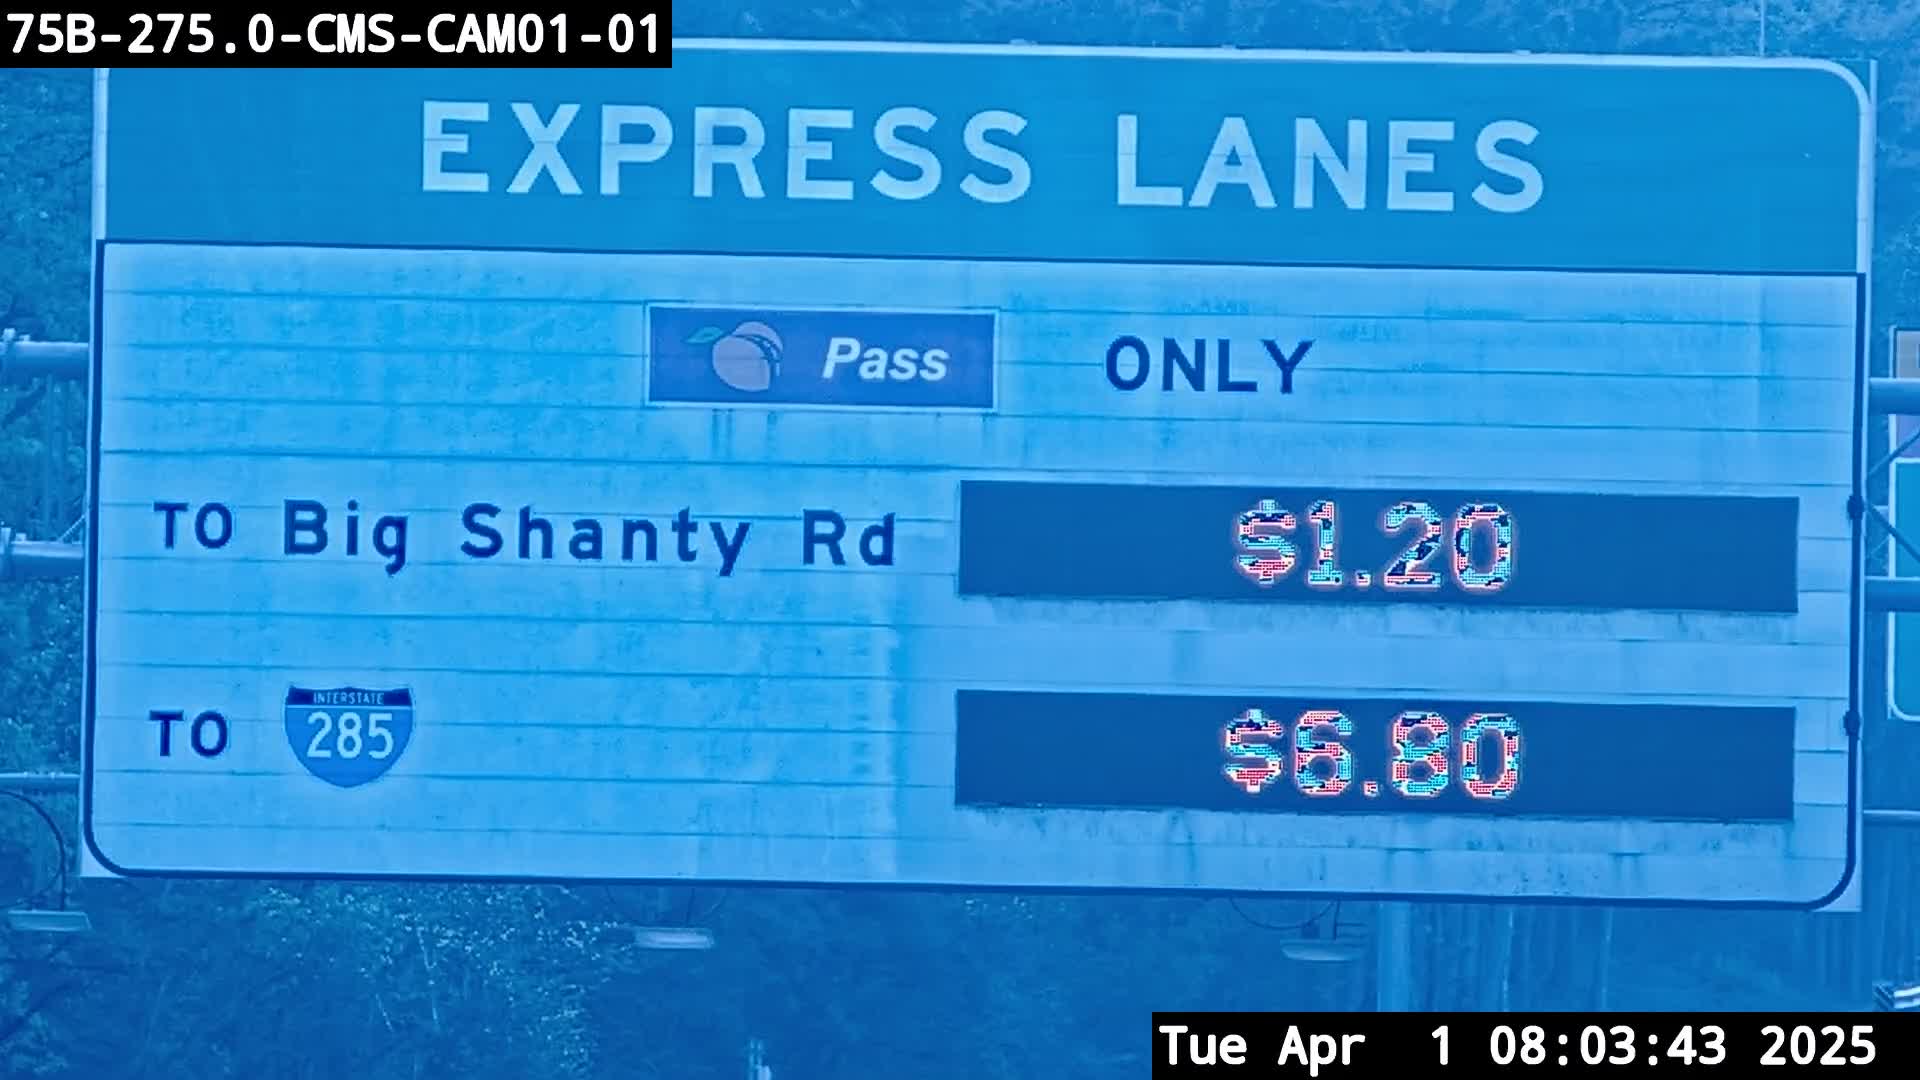 75B-275.0-CMS-CAM01-01
EXPRESS LANES
Pass ONLY
TO Big Shanty Rd $1.20
INTERSTATE
TO 285 $6.80
Tue Apr 1 08:03:43 2025